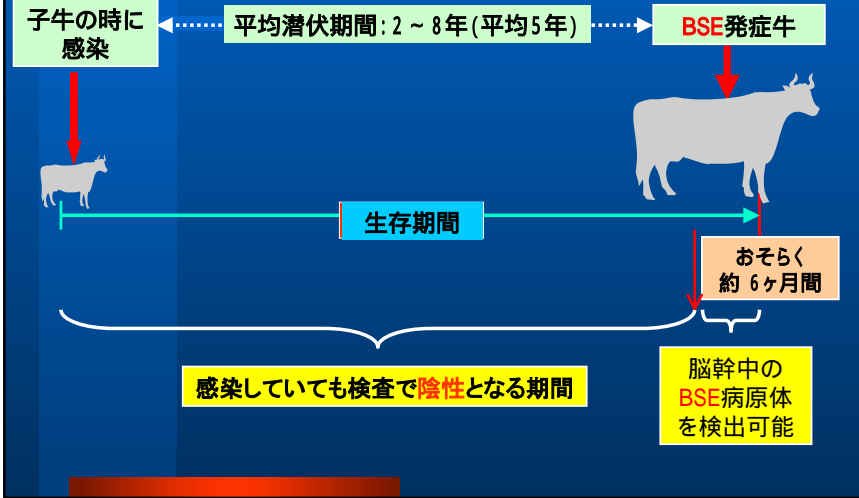 子牛の時に
感染
平均潜伏期間:2 ~ 8年(平均5年)
BSE発症牛
生存期間
おそらく
約 6ヶ月間
感染していても検査で陰性となる期間
脳幹中の
BSE病原体
を検出可能